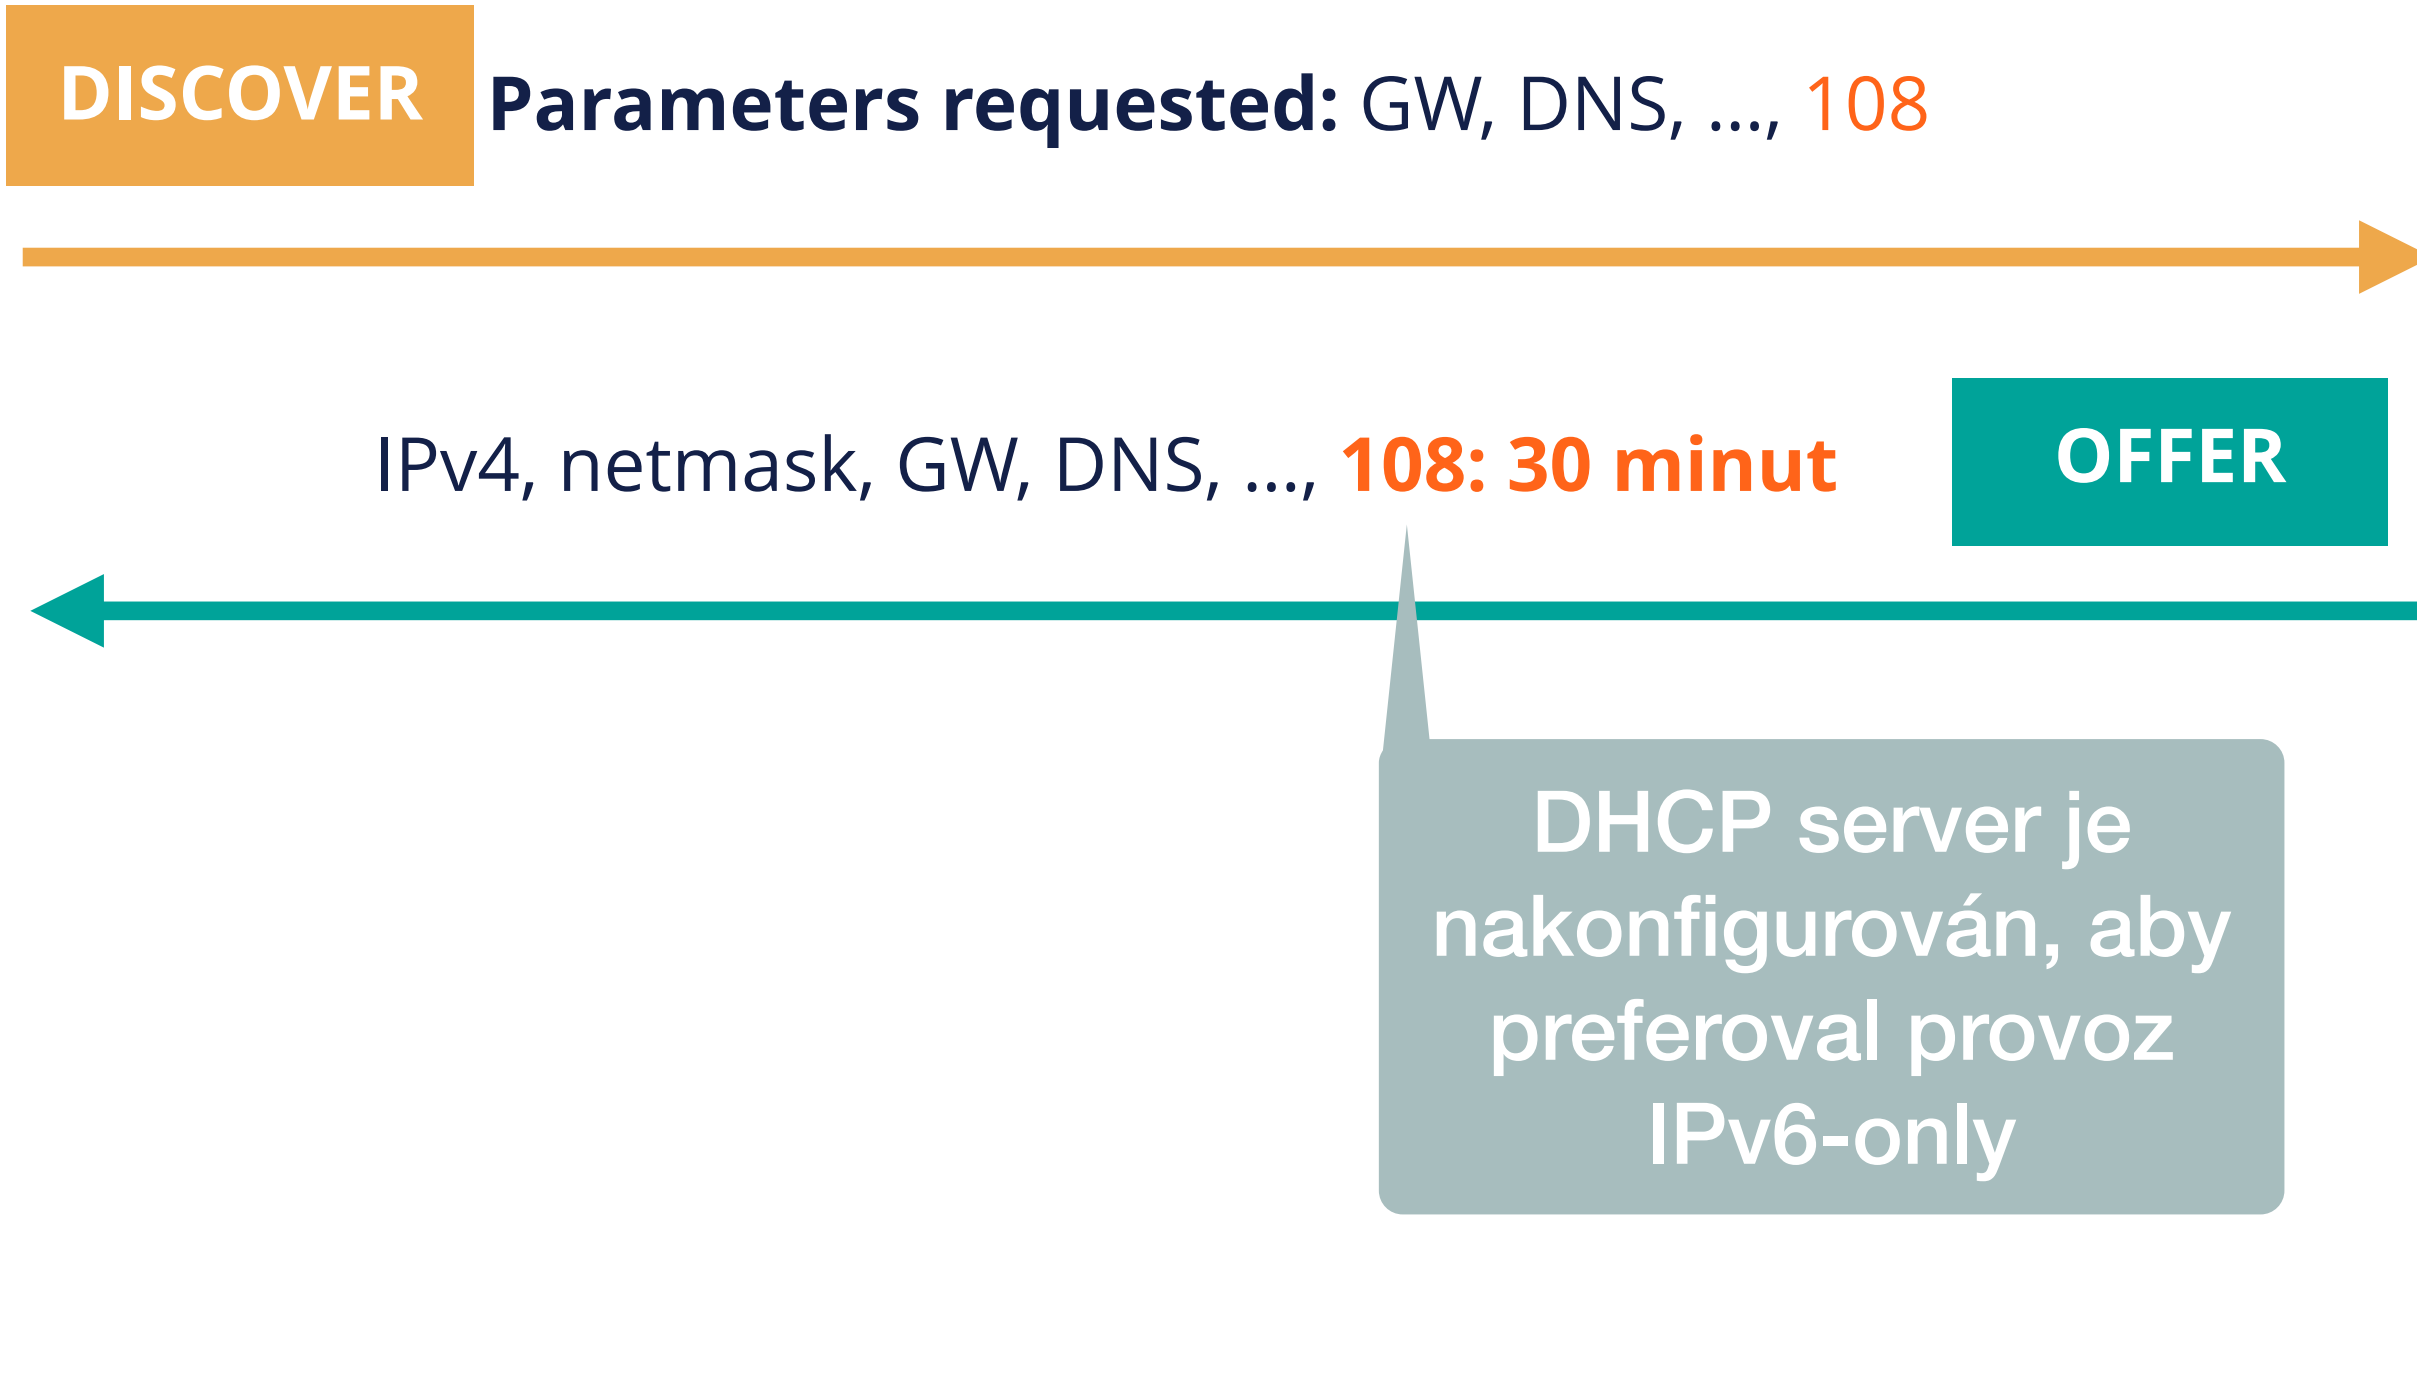 DISCOVER
Parameters requested: GW, DNS, ..., 108
IPv4, netmask, GW, DNS, ..., 108: 30 minut
OFFER
DHCP server je
nakonfigurován, aby
preferoval provoz
IPv6-only